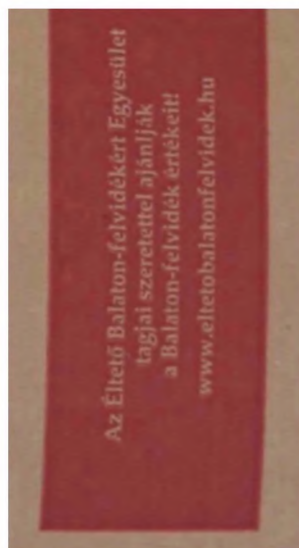 Az Éltető Balaton-felvidékért Egyesület
tagjai szeretettel ajánlják
a Balaton-felvidék értékeit!
www.eltetobalatonfelvidek.hu